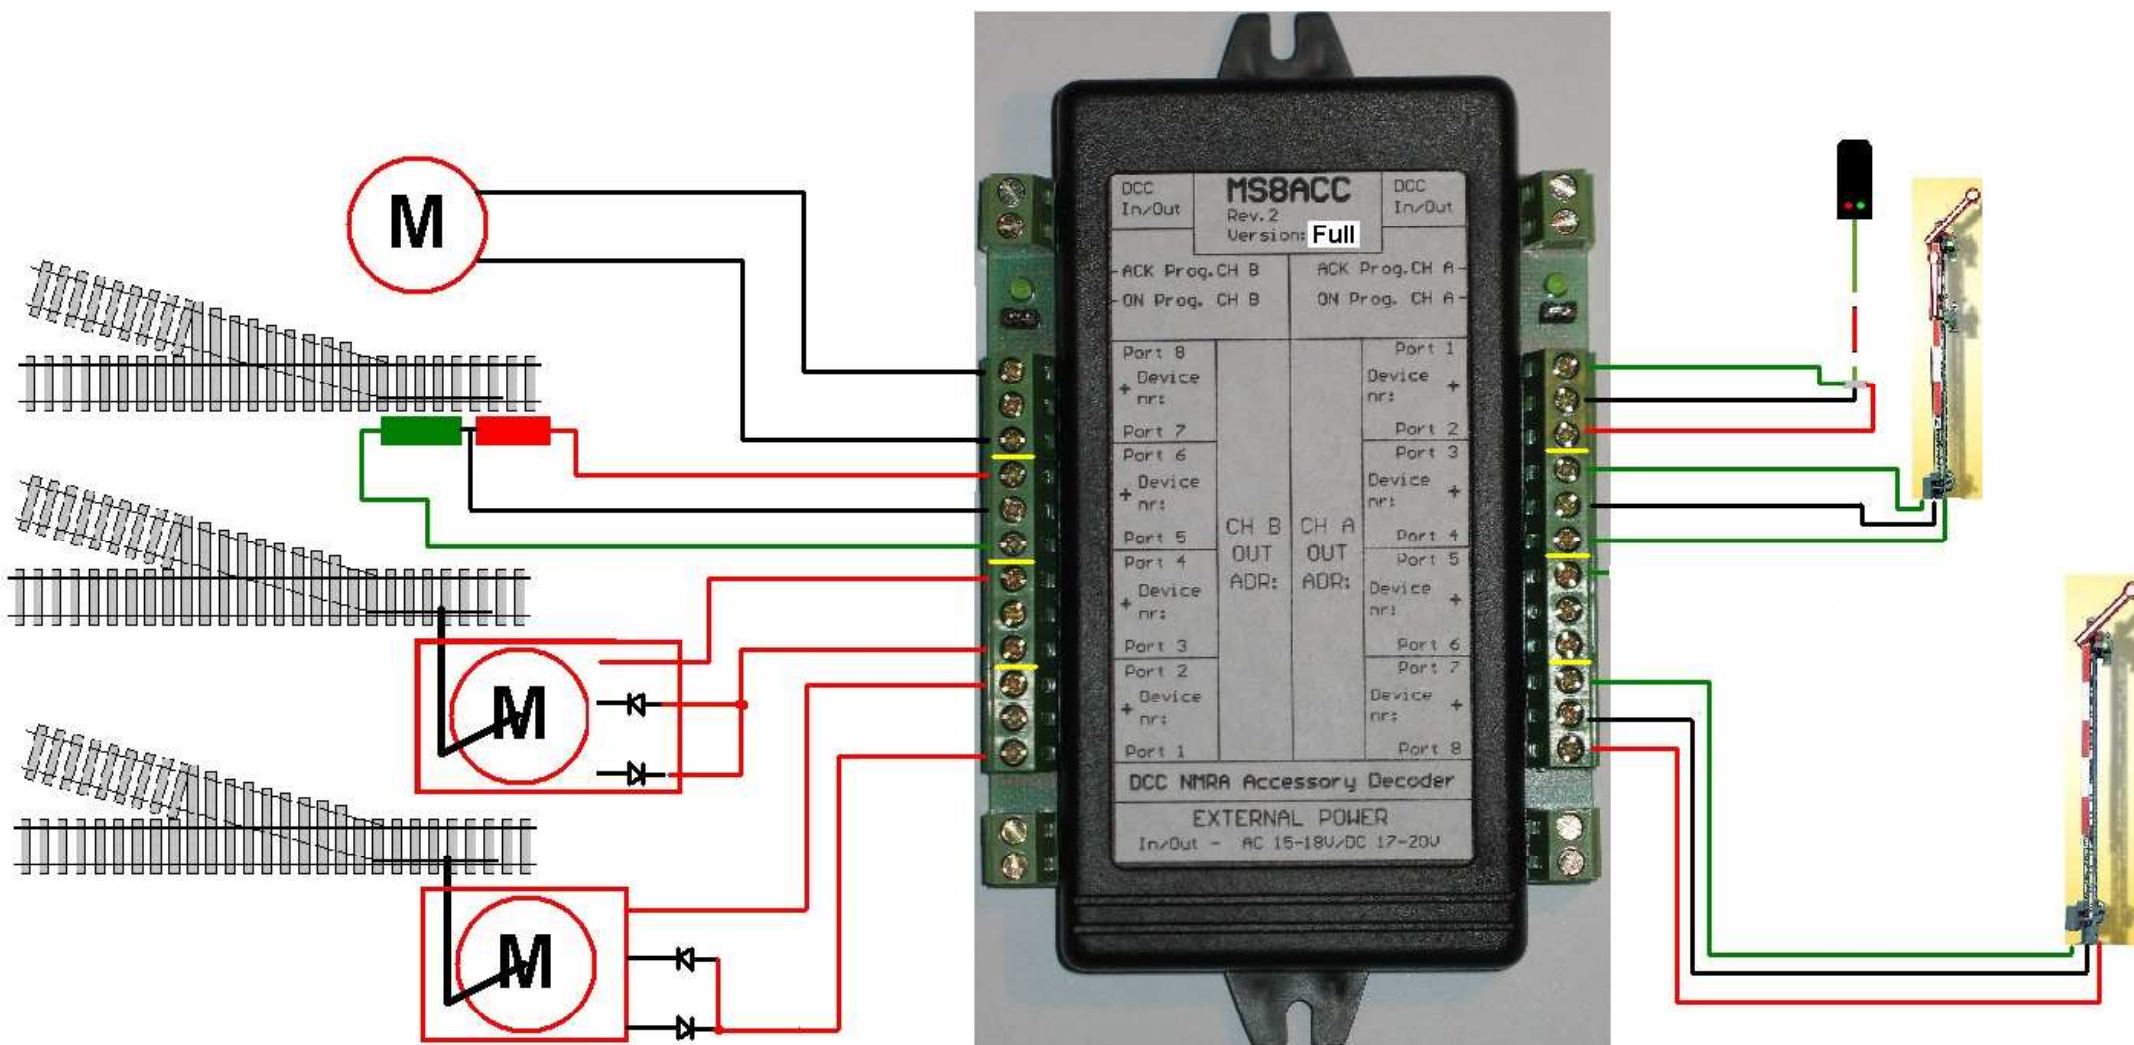 M
M
M
DCC
In/Out
MS8ACC
Rev.2
Version: Full
DCC
In/Out
-ACK Prog.CH B
ACK Prog.CH A-
-ON Prog. CH B
ON Prog. CH A-
Port 8
+ Device
nr:
Port 7
Port 6
+ Device
nr:
Port 5
Port 4
+ Device
nr:
Port 3
Port 2
+ Device
nr:
Port 1
CH B
OUT
ADR:
CH A
OUT
ADR:
Port 1
Device +
nr:
Port 2
Port 3
Device +
nr:
Port 4
Port 5
Device +
nr:
Port 6
Port 7
Device +
nr:
Port 8
DCC NMRA Accessory Decoder
EXTERNAL POWER
In/Out - AC 15-18V/DC 17-20V